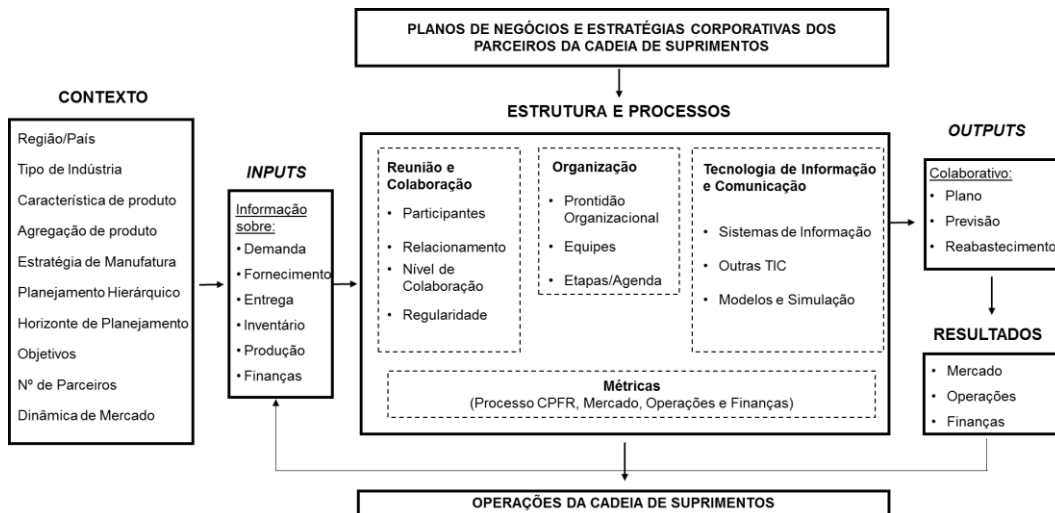 PLANOS DE NEGÓCIOS E ESTRATÉGIAS CORPORATIVAS DOS
PARCEIROS DA CADEIA DE SUPRIMENTOS
CONTEXTO
Região/País
Tipo de Indústria
Característica de produto
Agregação de produto
Estratégia de Manufatura
Planejamento Hierárquico
Horizonte de Planejamento
Objetivos
Nº de Parceiros
Dinâmica de Mercado
INPUTS
Informação
sobre:
• Demanda
• Fornecimento
• Entrega
• Inventário
• Produção
• Finanças
ESTRUTURA E PROCESSOS
Reunião e
Colaboração
• Participantes
• Relacionamento
• Nível de
Colaboração
• Regularidade
Organização
• Prontidão
Organizacional
• Equipes
• Etapas/Agenda
Tecnologia de Informação
e Comunicação
• Sistemas de Informação
• Outras TIC
• Modelos e Simulação
Métricas
(Processo CPFR, Mercado, Operações e Finanças)
OUTPUTS
Colaborativo:
• Plano
• Previsão
• Reabastecimento
RESULTADOS
• Mercado
• Operações
• Finanças
OPERAÇÕES DA CADEIA DE SUPRIMENTOS